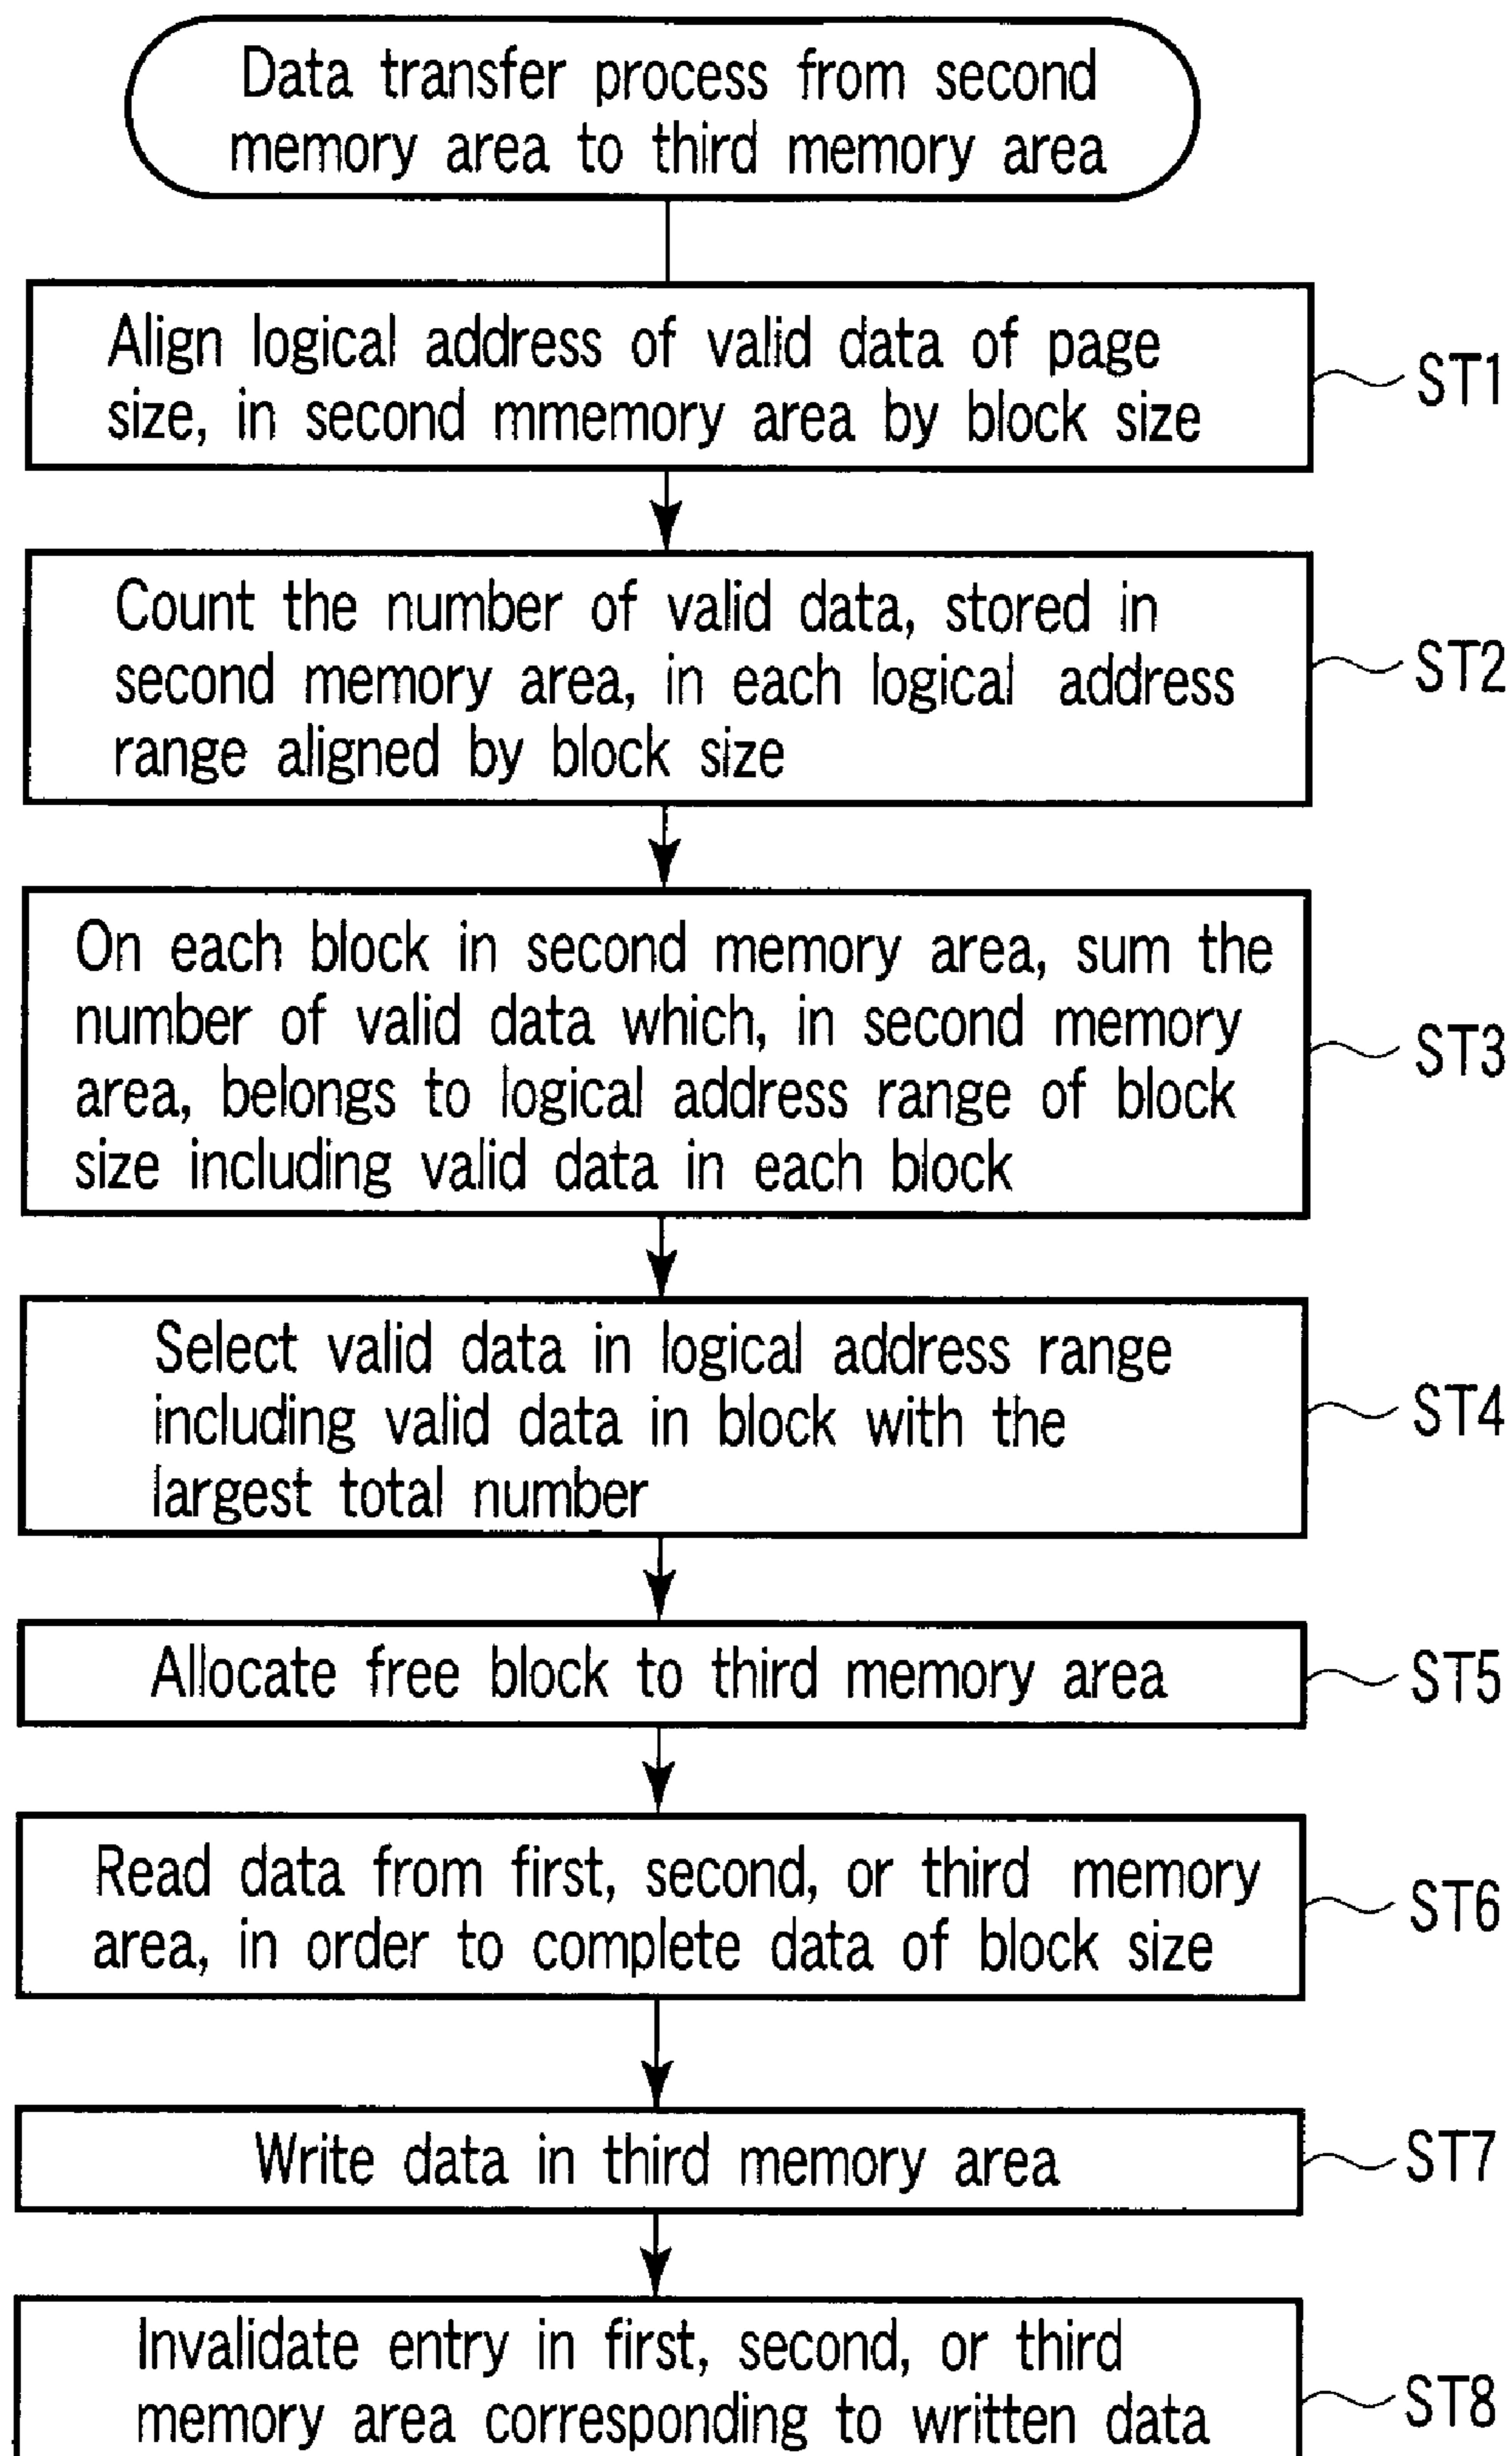 Data transfer process from second
memory area to third memory area
Align logical address of valid data of page
size, in second mmemory area by block size
ST1
Count the number of valid data, stored in
second memory area, in each logical address
range aligned by block size
ST2
On each block in second memory area, sum the
number of valid data which, in second memory
area, belongs to logical address range of block
size including valid data in each block
ST3
Select valid data in logical address range
including valid data in block with the
largest total number
ST4
Allocate free block to third memory area
ST5
Read data from first, second, or third memory
area, in order to complete data of block size
ST6
Write data in third memory area
ST7
Invalidate entry in first, second, or third
memory area corresponding to written data
ST8